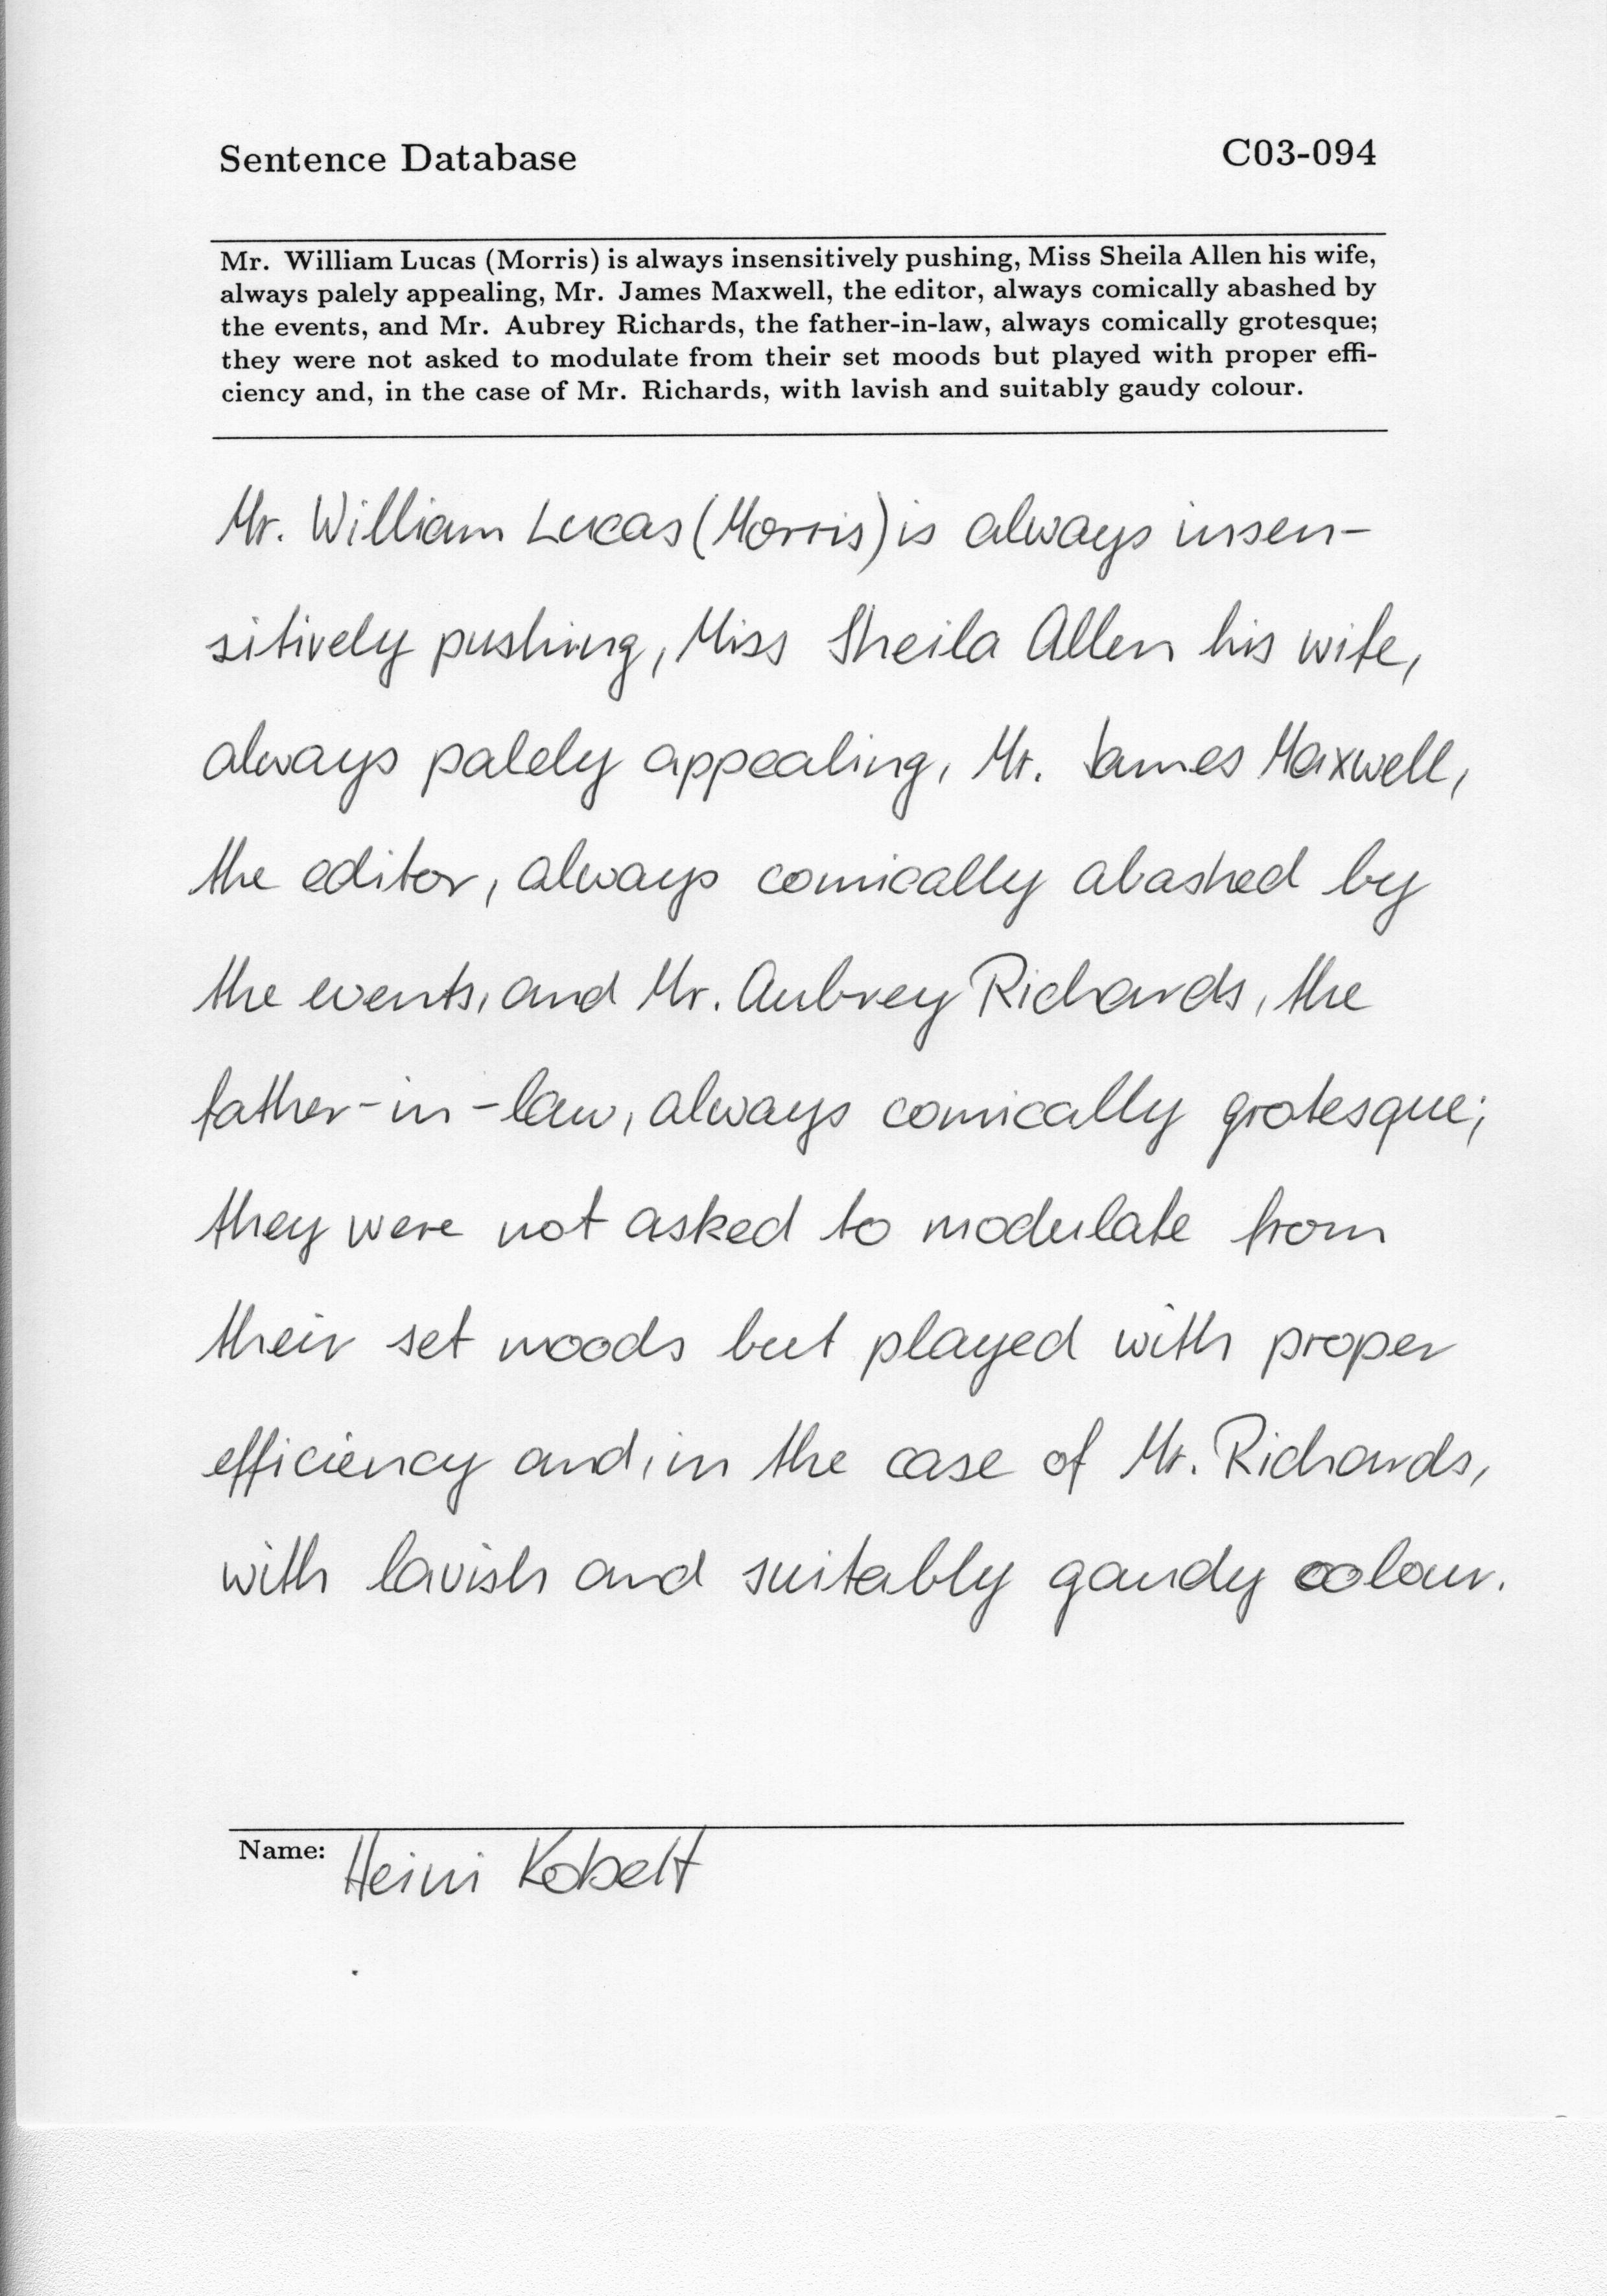 Sentence Database C03-094
Mr. William Lucas (Morris) is always insensitively pushing, Miss Sheila Allen his wife,
always palely appealing, Mr. James Maxwell, the editor, always comically abashed by
the events, and Mr. Aubrey Richards, the father-in-law, always comically grotesque;
they were not asked to modulate from their set moods but played with proper effi-
ciency and, in the case of Mr. Richards, with lavish and suitably gaudy colour.
Mr. William Lucas (Morris) is always insen-
sitively pushing, Miss Sheila Allen his wife,
always palely appealing, Mr. James Maxwell,
the editor, always comically abashed by
the events, and Mr. Aubrey Richards, the
father-in-law, always comically grotesque;
they were not asked to modulate from
their set moods but played with proper
efficiency and, in the case of Mr. Richards,
with lavish and suitably gaudy colour.
Name: Heini Kobelt